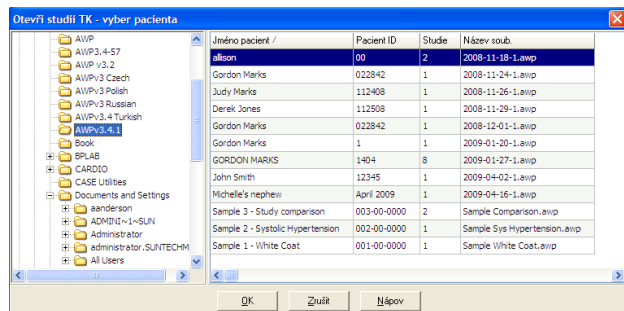 Otevři studii TK - vyber pacienta
AWP
AWP3.4-57
AWP v3.2
AWPv3 Czech
AWPv3 Polish
AWPv3 Russian
AWPv3.4 Turkish
AWPv3.4.1
Book
BPLAB
CARDIO
CASE Utilities
Documents and Settings
aanderson
ADMINI~1~SUN
Administrator
administrator.SUNTECHM
All Users
Jméno pacient / Pacient ID Studie Název soub.
allison 00 2 2008-11-18-1.awp
Gordon Marks 022842 1 2008-11-24-1.awp
Judy Marks 112408 1 2008-11-26-1.awp
Derek Jones 112508 1 2008-11-29-1.awp
Gordon Marks 022842 1 2008-12-01-1.awp
Gordon Marks 1 1 2009-01-20-1.awp
GORDON MARKS 1404 8 2009-01-27-1.awp
John Smith 12345 1 2009-04-02-1.awp
Michelle's nephew April 2009 1 2009-04-16-1.awp
Sample 3 - Study comparison 003-00-0000 2 Sample Comparison.awp
Sample 2 - Systolic Hypertension 002-00-0000 1 Sample Sys Hypertension.awp
Sample 1 - White Coat 001-00-0000 1 Sample White Coat.awp
OK Zrušit Nápov